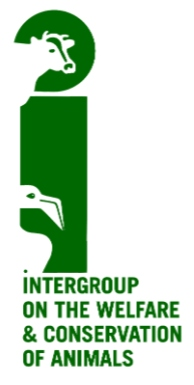 iNTERGROUP
ON THE WELFARE
& CONSERVATION
OF ANIMALS